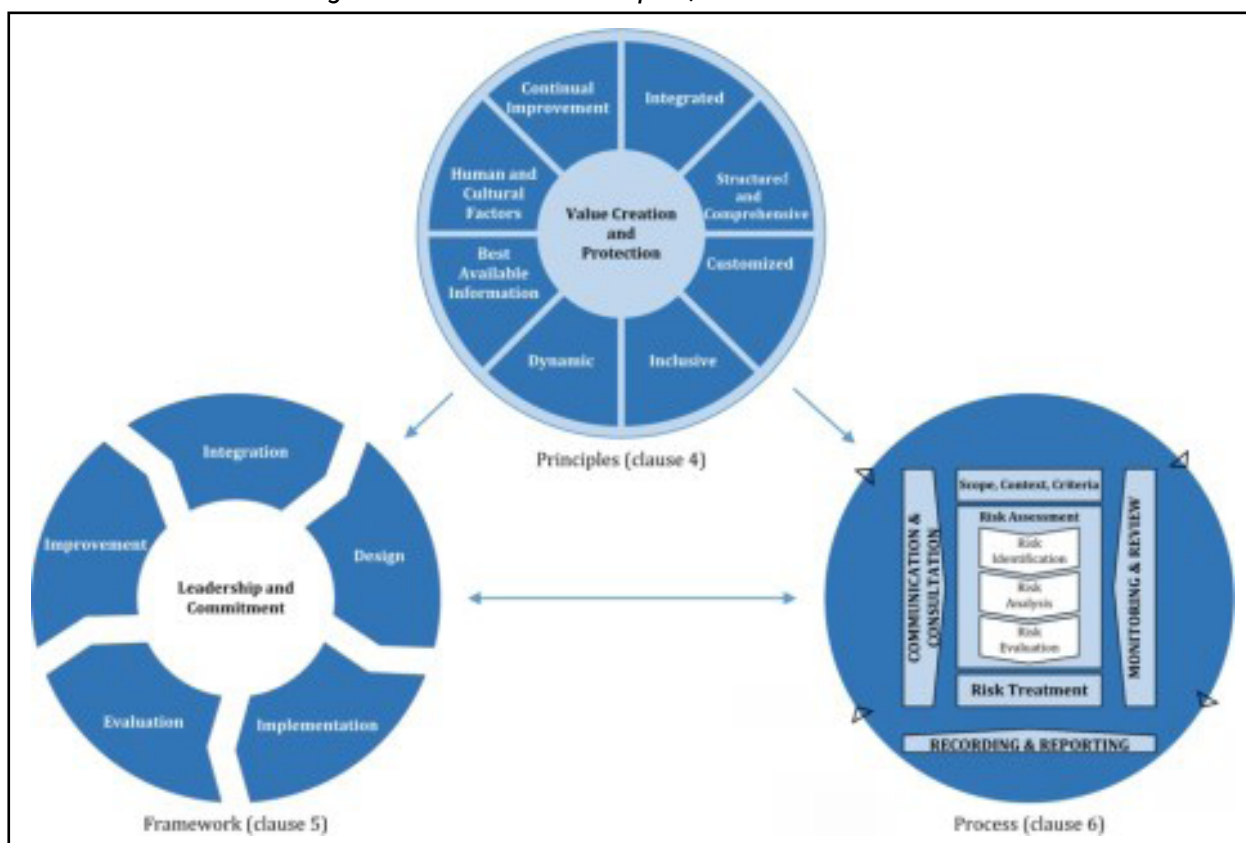 Continual
Improvement
Integrated
Human and
Cultural
Factors
Structured
and
Comprehensive
Value Creation
and
Protection
Best
Available
Information
Customized
Dynamic
Inclusive
Principles (clause 4)
Integration
Improvement
Design
Leadership and
Commitment
Evaluation
Implementation
Framework (clause 5)
Scope, Context, Criteria
Risk Assessment
Risk
Identification
Risk
Analysis
Risk
Evaluation
Risk Treatment
COMMUNICATION &
CONSULTATION
MONITORING & REVIEW
RECORDING & REPORTING
Process (clause 6)